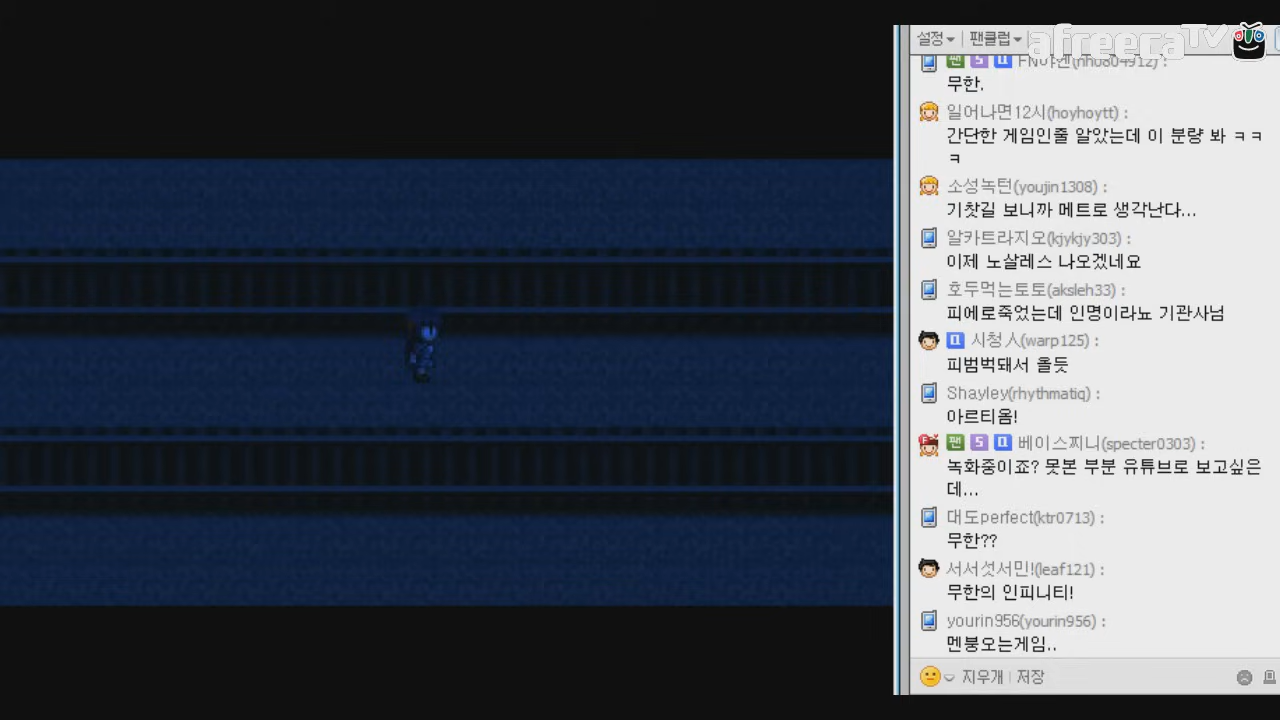 설정 팬클럽
afreecaTV
무한.
일어나면12시(hoyhoytt) :
간단한 게임인줄 알았는데 이 분량 봐 ㅋㅋ
ㅋ
소성녹턴(youjin1308) :
기찻길 보니까 메트로 생각난다...
알카트라지오(kjykjy303) :
이제 노살레스 나오겠네요
호두먹는토토(aksleh33) :
피에로죽었는데 인명이라뇨 기관사님
시청人(warp125) :
피범벅돼서 올듯
Shayley(rhythmatiq) :
아르티옴!
팬 S 베이스찌니(specter0303) :
녹화중이죠? 못본 부분 유튜브로 보고싶은
데...
대도perfect(ktr0713) :
무한??
서서섯서민!(leaf121) :
무한의 인피니티!
yourin956(yourin956) :
멘붕오는게임..
지우개 저장